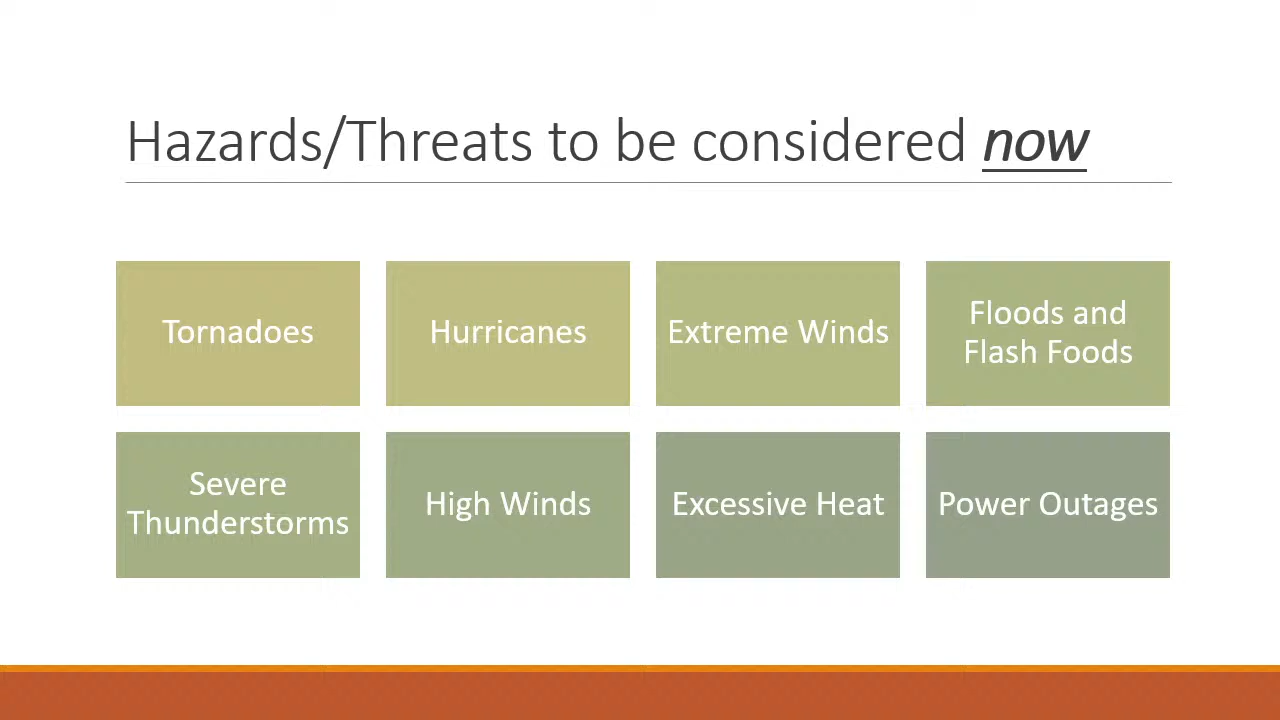 Hazards/Threats to be considered now
Tornadoes
Hurricanes
Extreme Winds
Floods and
Flash Foods
Severe
Thunderstorms
High Winds
Excessive Heat
Power Outages